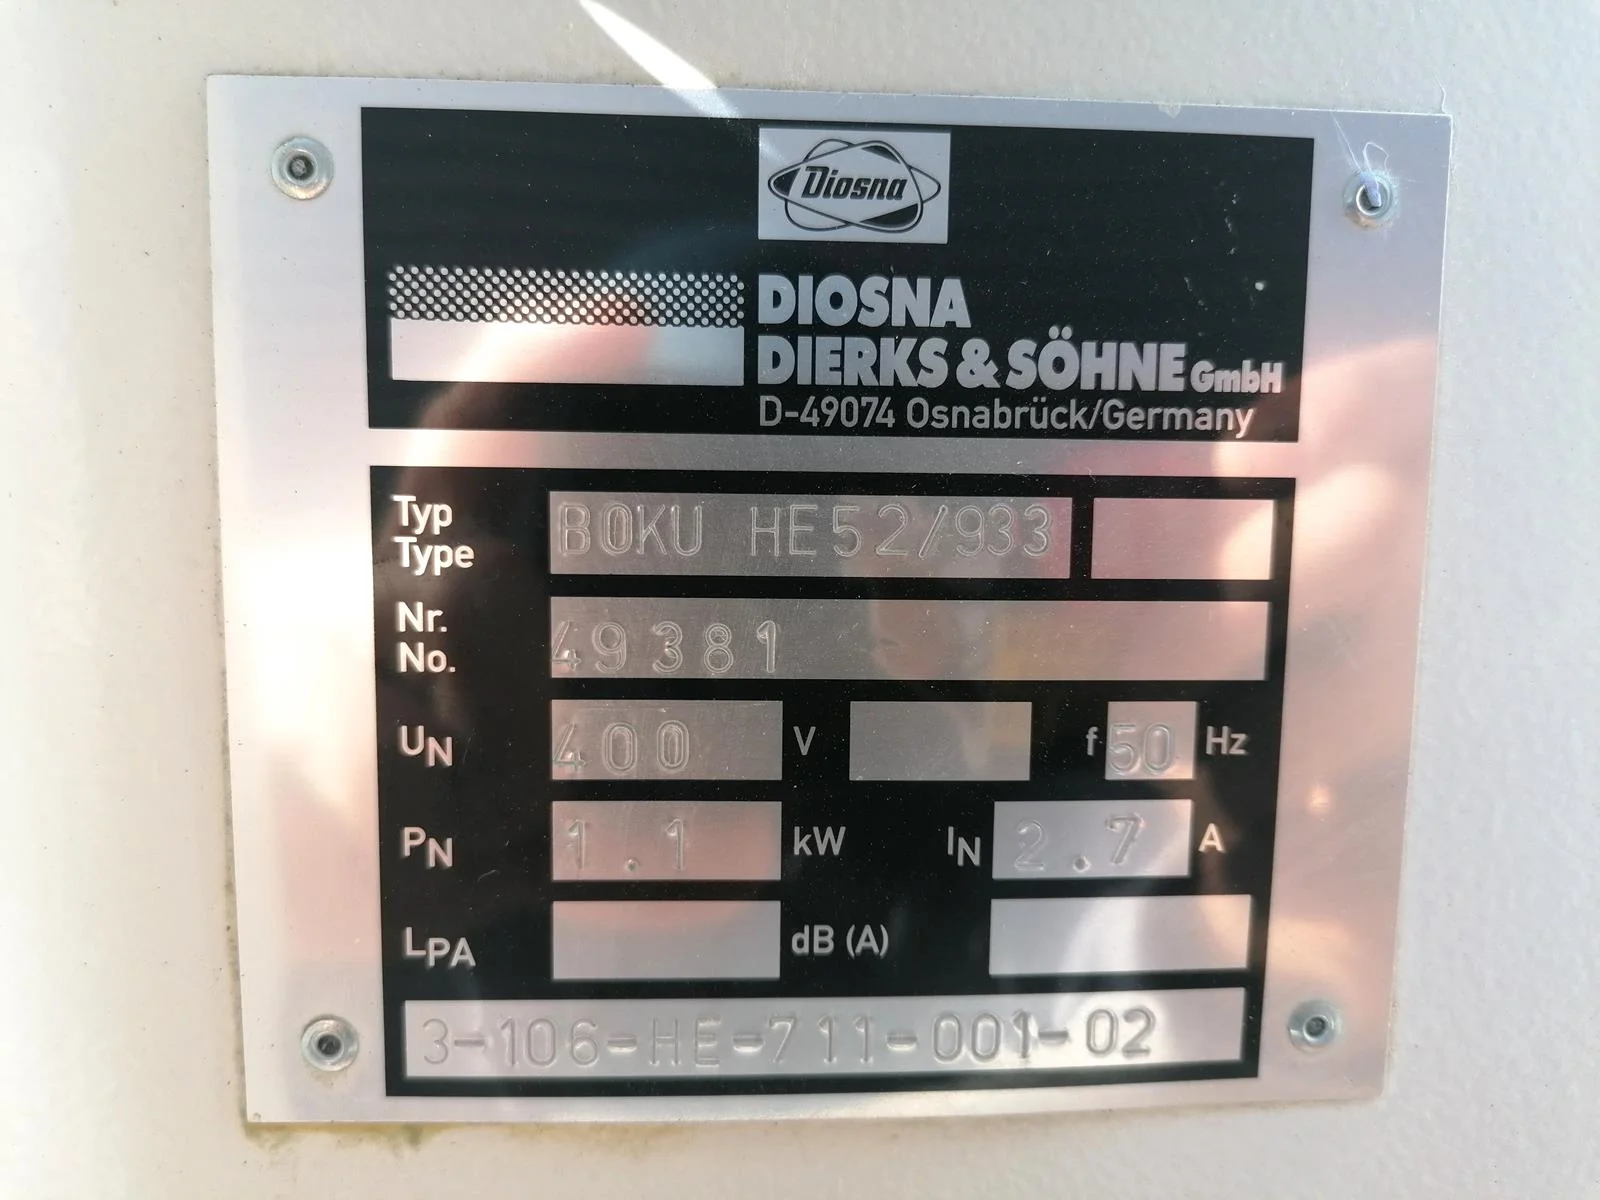 Diosna
DIOSNA
DIERKS & SÖHNE GmbH
D-49074 Osnabrück/Germany
Typ
Type
BOKU HE52/933
Nr.
No.
49381
UN 400 V f 50 Hz
PN 1.1 kW IN 2.7 A
LPA dB (A)
3-106-HE-711-001-02